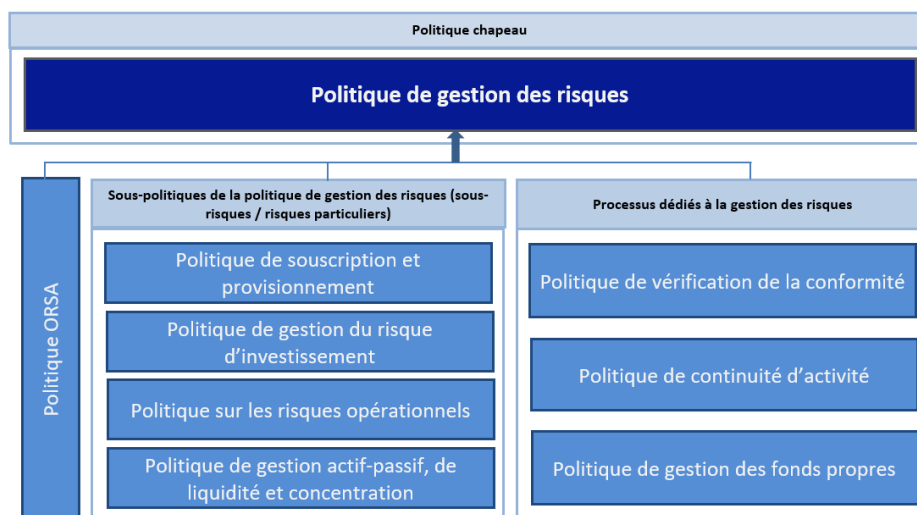 Politique chapeau
Politique de gestion des risques
Politique ORSA
Sous-politiques de la politique de gestion des risques (sous-
risques / risques particuliers)
Politique de souscription et
provisionnement
Politique de gestion du risque
d’investissement
Politique sur les risques opérationnels
Politique de gestion actif-passif, de
liquidité et concentration
Processus dédiés à la gestion des risques
Politique de vérification de la conformité
Politique de continuité d’activité
Politique de gestion des fonds propres